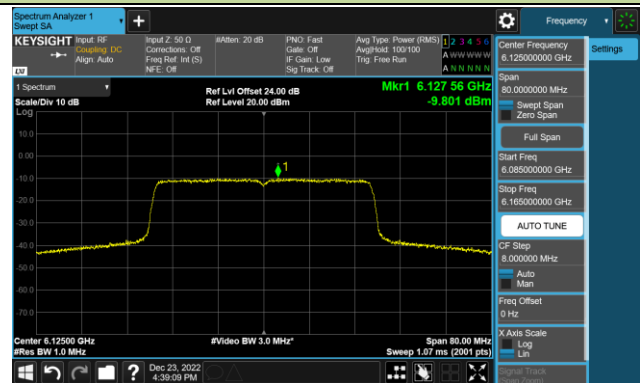 Spectrum Analyzer 1
Swept SA
Frequency
KEYSIGHT
Input: RF
Coupling: DC
Align: Auto
Input Z: 50 Ω
Corrections: Off
Freq Ref: Int (S)
NFE: Off
#Atten: 20 dB
PNO: Fast
Gate: Off
IF Gain: Low
Sig Track: Off
Avg Type: Power (RMS)
Avg|Hold: 100/100
Trig: Free Run
1 2 3 4 5 6
A W W W W W
A N N N N N
LXI
1 Spectrum
Scale/Div 10 dB
Log
Ref Lvl Offset 24.00 dB
Ref Level 20.00 dBm
Mkr1 6.127 56 GHz
-9.801 dBm
1
10.0
0.00
-10.0
-20.0
-30.0
-40.0
-50.0
-60.0
-70.0
Center 6.12500 GHz
#Res BW 1.0 MHz
#Video BW 3.0 MHz*
Span 80.00 MHz
Sweep 1.07 ms (2001 pts)
Dec 23, 2022
4:39:09 PM
?
Center Frequency
6.125000000 GHz
Span
80.0000000 MHz
Swept Span
Zero Span
Full Span
Start Freq
6.085000000 GHz
Stop Freq
6.165000000 GHz
AUTO TUNE
CF Step
8.000000 MHz
Auto
Man
Freq Offset
0 Hz
X Axis Scale
Log
Lin
Signal Track
(Span Zoom)
Settings